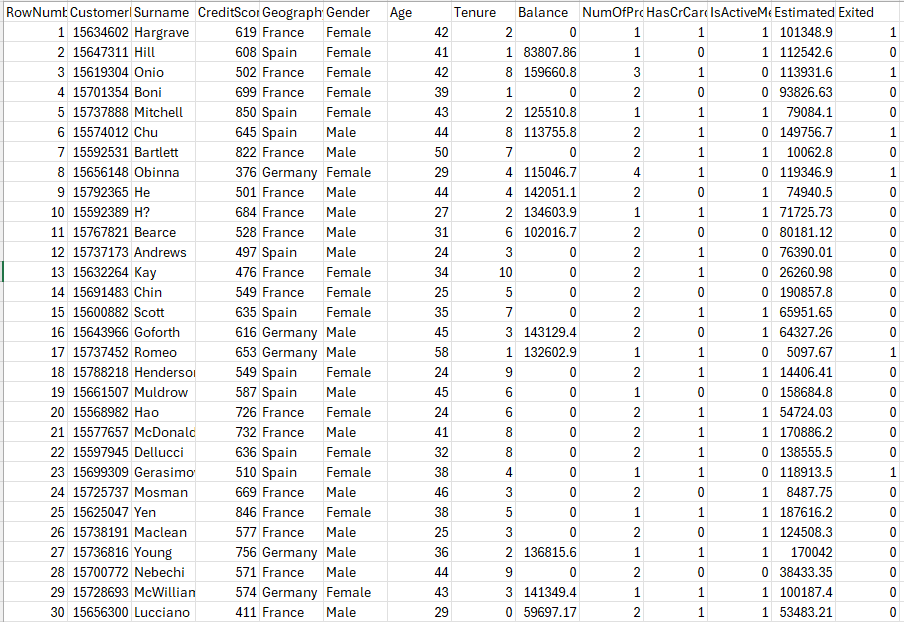 RowNumb CustomerI Surname CreditScor Geography Gender Age Tenure Balance NumOfPro HasCrCard IsActiveMe Estimated Exited
1 15634602 Hargrave 619 France Female 42 2 0 1 1 1 101348.9 1
2 15647311 Hill 608 Spain Female 41 1 83807.86 1 0 1 112542.6 0
3 15619304 Onio 502 France Female 42 8 159660.8 3 1 0 113931.6 1
4 15701354 Boni 699 France Female 39 1 0 2 0 0 93826.63 0
5 15737888 Mitchell 850 Spain Female 43 2 125510.8 1 1 1 79084.1 0
6 15574012 Chu 645 Spain Male 44 8 113755.8 2 1 0 149756.7 1
7 15592531 Bartlett 822 France Male 50 7 0 2 1 1 10062.8 0
8 15656148 Obinna 376 Germany Female 29 4 115046.7 4 1 0 119346.9 1
9 15792365 He 501 France Male 44 4 142051.1 2 0 1 74940.5 0
10 15592389 H? 684 France Male 27 2 134603.9 1 1 1 71725.73 0
11 15767821 Bearce 528 France Male 31 6 102016.7 2 0 0 80181.12 0
12 15737173 Andrews 497 Spain Male 24 3 0 2 1 0 76390.01 0
13 15632264 Kay 476 France Female 34 10 0 2 1 0 26260.98 0
14 15691483 Chin 549 France Female 25 5 0 2 0 0 190857.8 0
15 15600882 Scott 635 Spain Female 35 7 0 2 1 1 65951.65 0
16 15643966 Goforth 616 Germany Male 45 3 143129.4 2 0 1 64327.26 0
17 15737452 Romeo 653 Germany Male 58 1 132602.9 1 1 0 5097.67 1
18 15788218 Henderson 549 Spain Female 24 9 0 2 1 1 14406.41 0
19 15661507 Muldrow 587 Spain Male 45 6 0 1 0 0 158684.8 0
20 15568982 Hao 726 France Female 24 6 0 2 1 1 54724.03 0
21 15577657 McDonald 732 France Male 41 8 0 2 1 1 170886.2 0
22 15597945 Dellucci 636 Spain Female 32 8 0 2 1 0 138555.5 0
23 15699309 Gerasimov 510 Spain Female 38 4 0 1 1 0 118913.5 1
24 15725737 Mosman 669 France Male 46 3 0 2 0 1 8487.75 0
25 15625047 Yen 846 France Female 38 5 0 1 1 1 187616.2 0
26 15738191 Maclean 577 France Male 25 3 0 2 0 1 124508.3 0
27 15736816 Young 756 Germany Male 36 2 136815.6 1 1 1 170042 0
28 15700772 Nebechi 571 France Male 44 9 0 2 0 0 38433.35 0
29 15728693 McWilliam 574 Germany Female 43 3 141349.4 1 1 1 100187.4 0
30 15656300 Lucciano 411 France Male 29 0 59697.17 2 1 1 53483.21 0